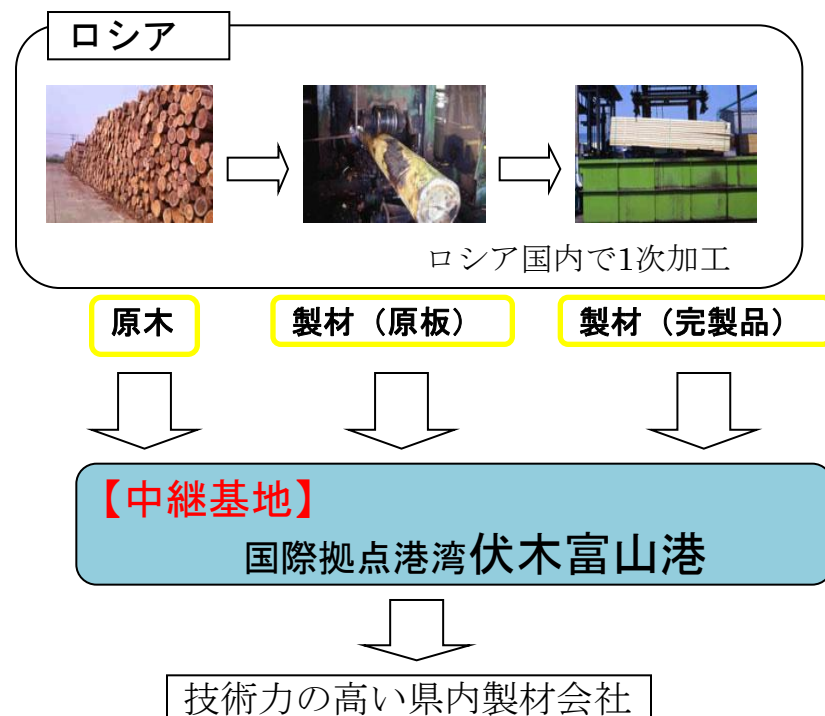 ロシア
ロシア国内で1次加工
原木
製材（原板）
製材（完製品）
【中継基地】
国際拠点港湾伏木富山港
技術力の高い県内製材会社